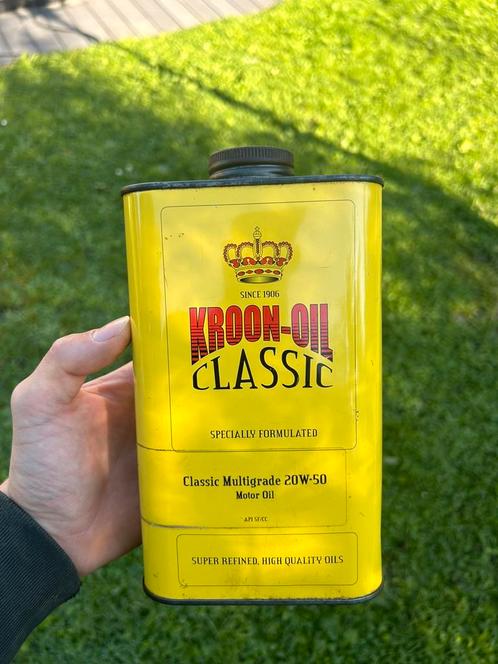 SINCE 1906
KROON-OIL
CLASSIC
SPECIALLY FORMULATED
Classic Multigrade 20W-50
Motor Oil
API SF/CC
SUPER REFINED, HIGH QUALITY OILS